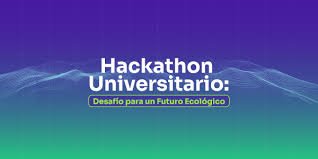 Hackathon
Universitario:
Desafío para un Futuro Ecológico